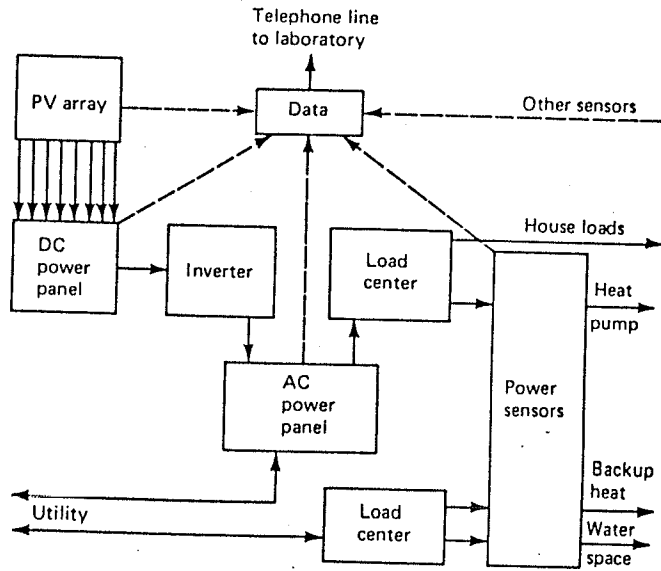 Telephone line
to laboratory
PV array
Data
Other sensors
House loads
DC
power
panel
Inverter
Load
center
Heat
pump
AC
power
panel
Power
sensors
Backup
heat
Utility
Load
center
Water
space